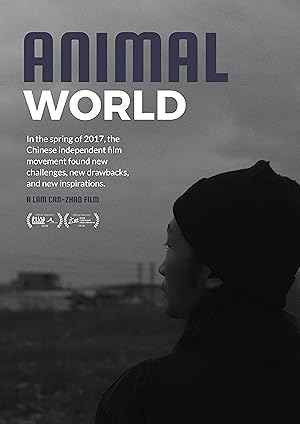 ANIMAL
WORLD
In the spring of 2017, the
Chinese independent film
movement found new
challenges, new drawbacks,
and new inspirations.
A LAM CAN-ZHAO FILM